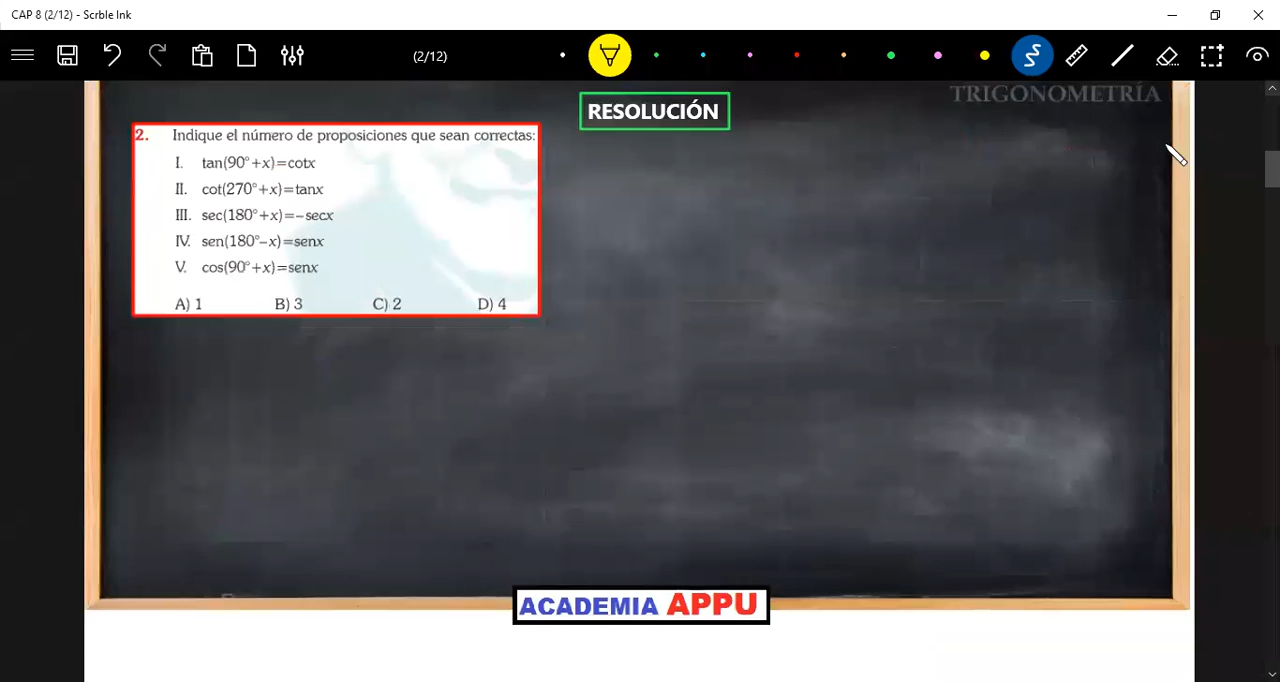 CAP 8 (2/12) - Scrble Ink
(2/12)
TRIGONOMETRÍA
RESOLUCIÓN
2. Indique el número de proposiciones que sean correctas:
I. tan(90°+x)=cotx
II. cot(270°+x)=tanx
III. sec(180°+x)=-secx
IV. sen(180°-x)=senx
V. cos(90°+x)=senx
A) 1 B) 3 C) 2 D) 4
ACADEMIA APPU